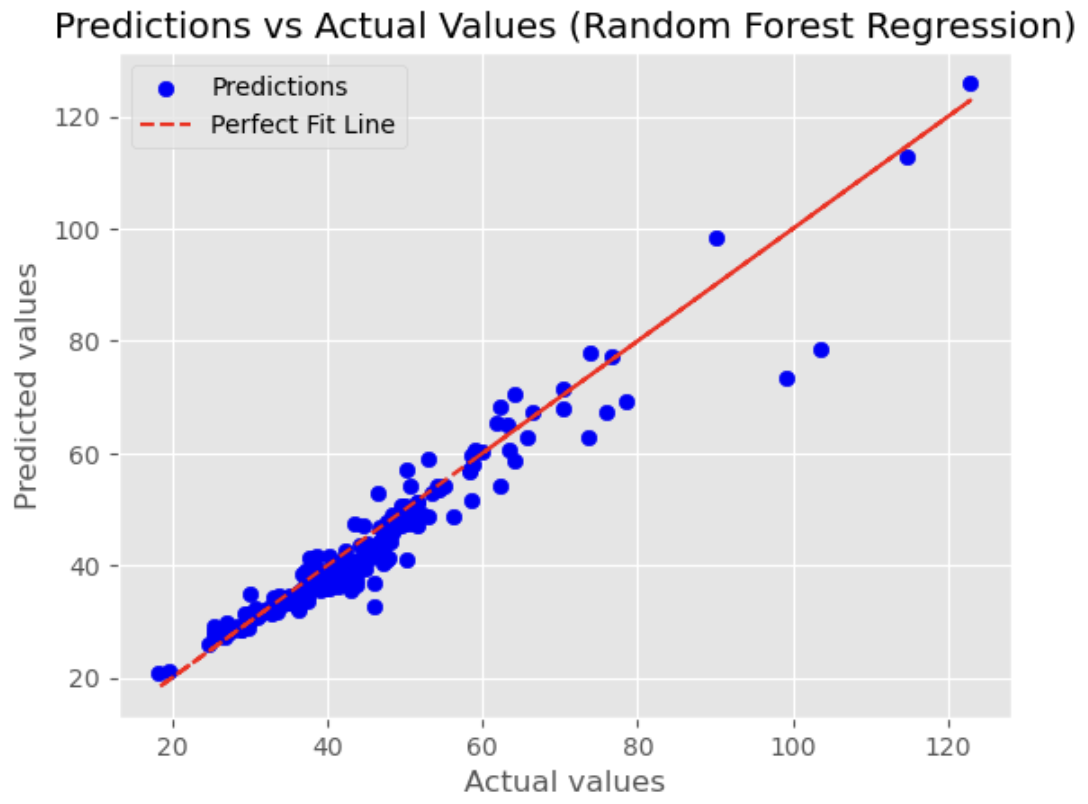 Predictions vs Actual Values (Random Forest Regression)
Predictions
Perfect Fit Line
Predicted values
120
100
80
60
40
20
20 40 60 80 100 120
Actual values